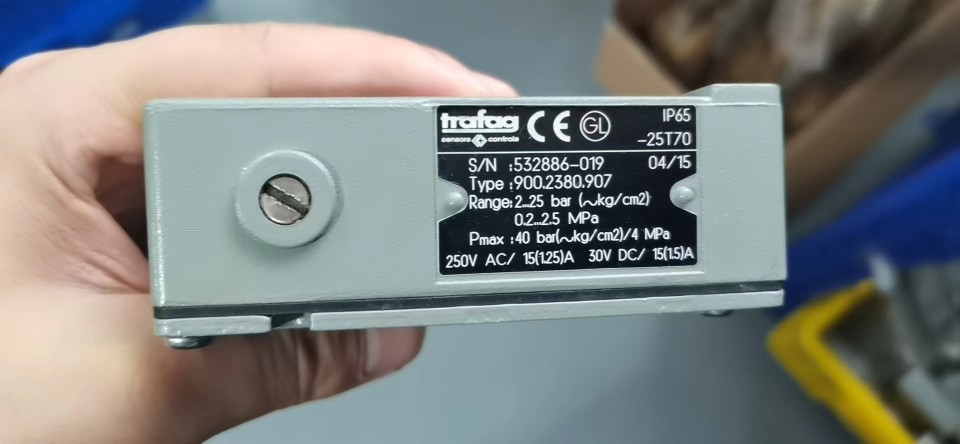 trafag
sensors controls
CE GL
IP65
-25T70
S/N :532886-019 04/15
Type :900.2380.907
Range:2...25 bar (~kg/cm2)
0.2...2.5 MPa
Pmax :40 bar(~kg/cm2)/4 MPa
250V AC/ 15(1.25)A 30V DC/ 15(1.5)A